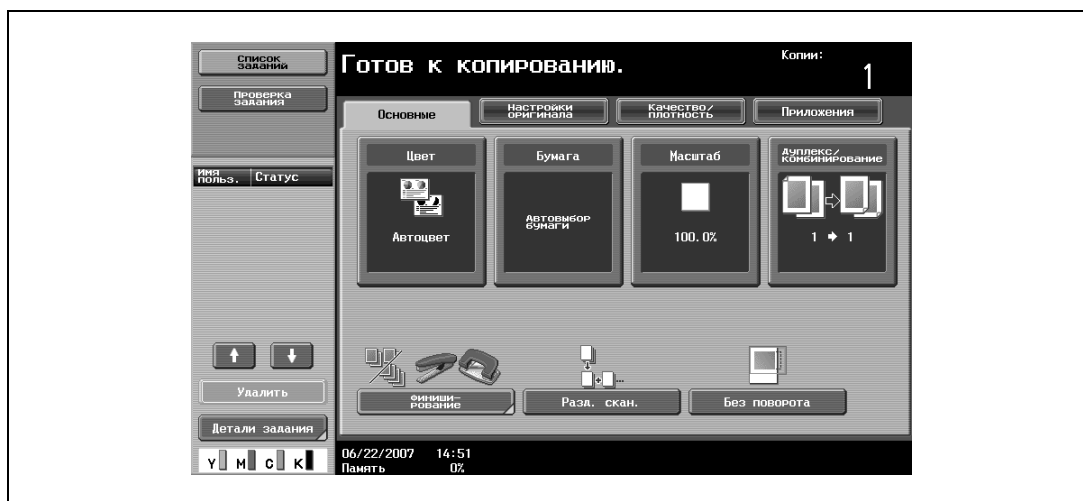 Список
заданий
Проверка
задания
Имя
польз.
Статус
Удалить
Детали задания
Y M C K
Готов к копированию.
Копии:
1
Основные
Настройки
оригинала
Качество/
плотность
Приложения
Цвет
Автоцвет
Бумага
Автовыбор
бумаги
Масштаб
100.0%
Дуплекс/
комбинирование
1 ➔ 1
Финиши-
рование
Разд. скан.
Без поворота
06/22/2007 14:51
Память 0%